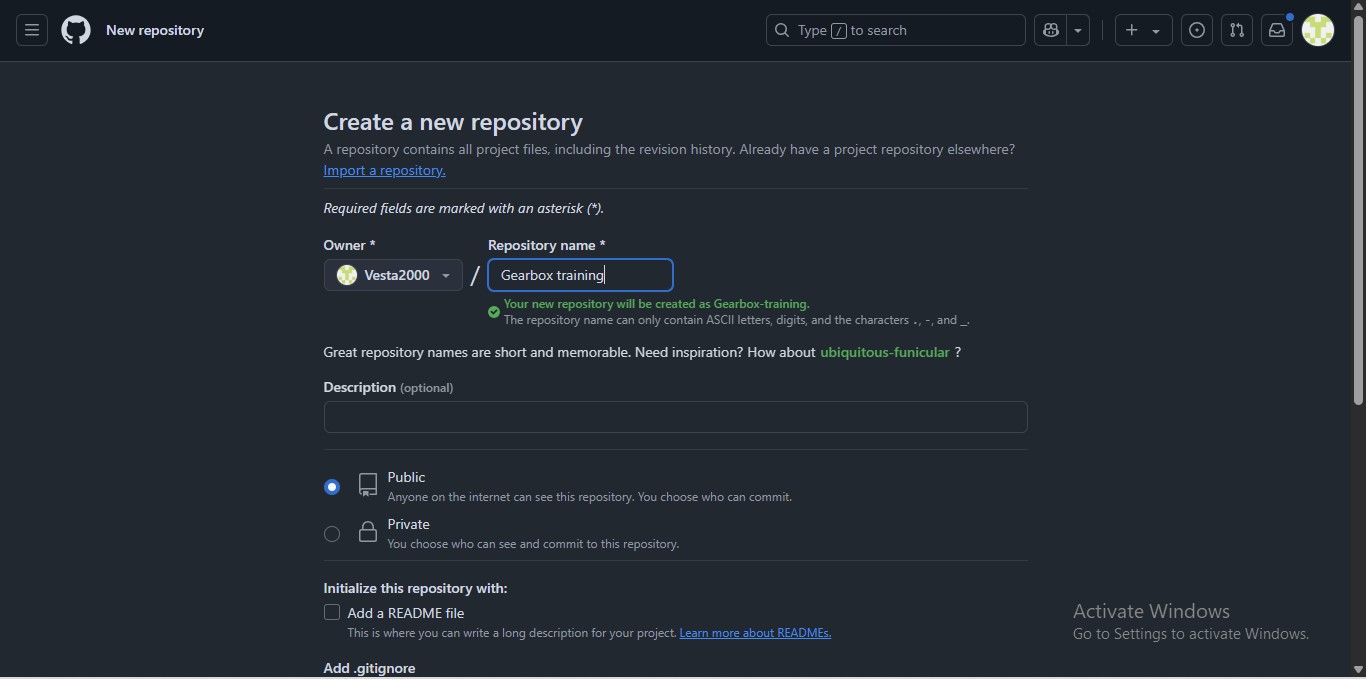 New repository
Type / to search
Create a new repository
A repository contains all project files, including the revision history. Already have a project repository elsewhere?
Import a repository.
Required fields are marked with an asterisk (*).
Owner *
Repository name *
Vesta2000
/
Gearbox training
Your new repository will be created as Gearbox-training.
The repository name can only contain ASCII letters, digits, and the characters ., -, and _.
Great repository names are short and memorable. Need inspiration? How about ubiquitous-funicular ?
Description (optional)
Public
Anyone on the internet can see this repository. You choose who can commit.
Private
You choose who can see and commit to this repository.
Initialize this repository with:
Add a README file
This is where you can write a long description for your project. Learn more about READMEs.
Add .gitignore
Activate Windows
Go to Settings to activate Windows.